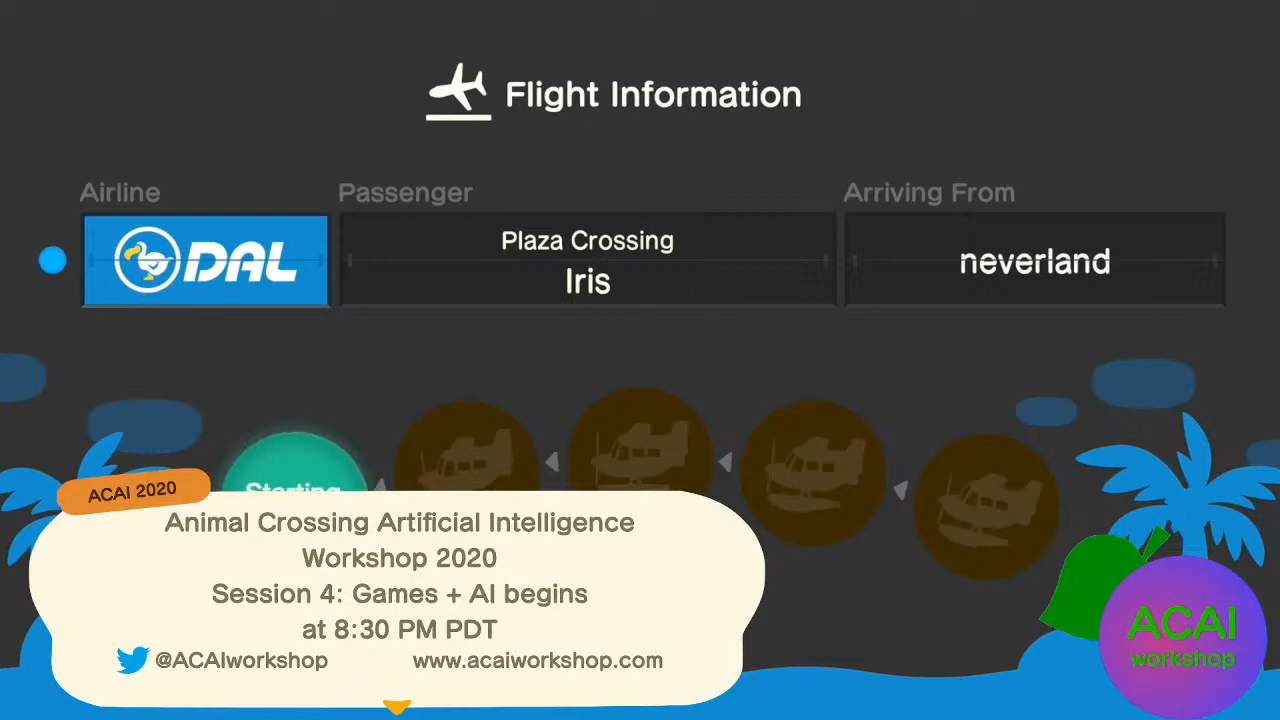 Flight Information
Airline
Passenger
Arriving From
DAL
Plaza Crossing
Iris
neverland
Starting
ACAI 2020
Animal Crossing Artificial Intelligence
Workshop 2020
Session 4: Games + AI begins
at 8:30 PM PDT
@ACAIworkshop
www.acaiworkshop.com
ACAI
workshop